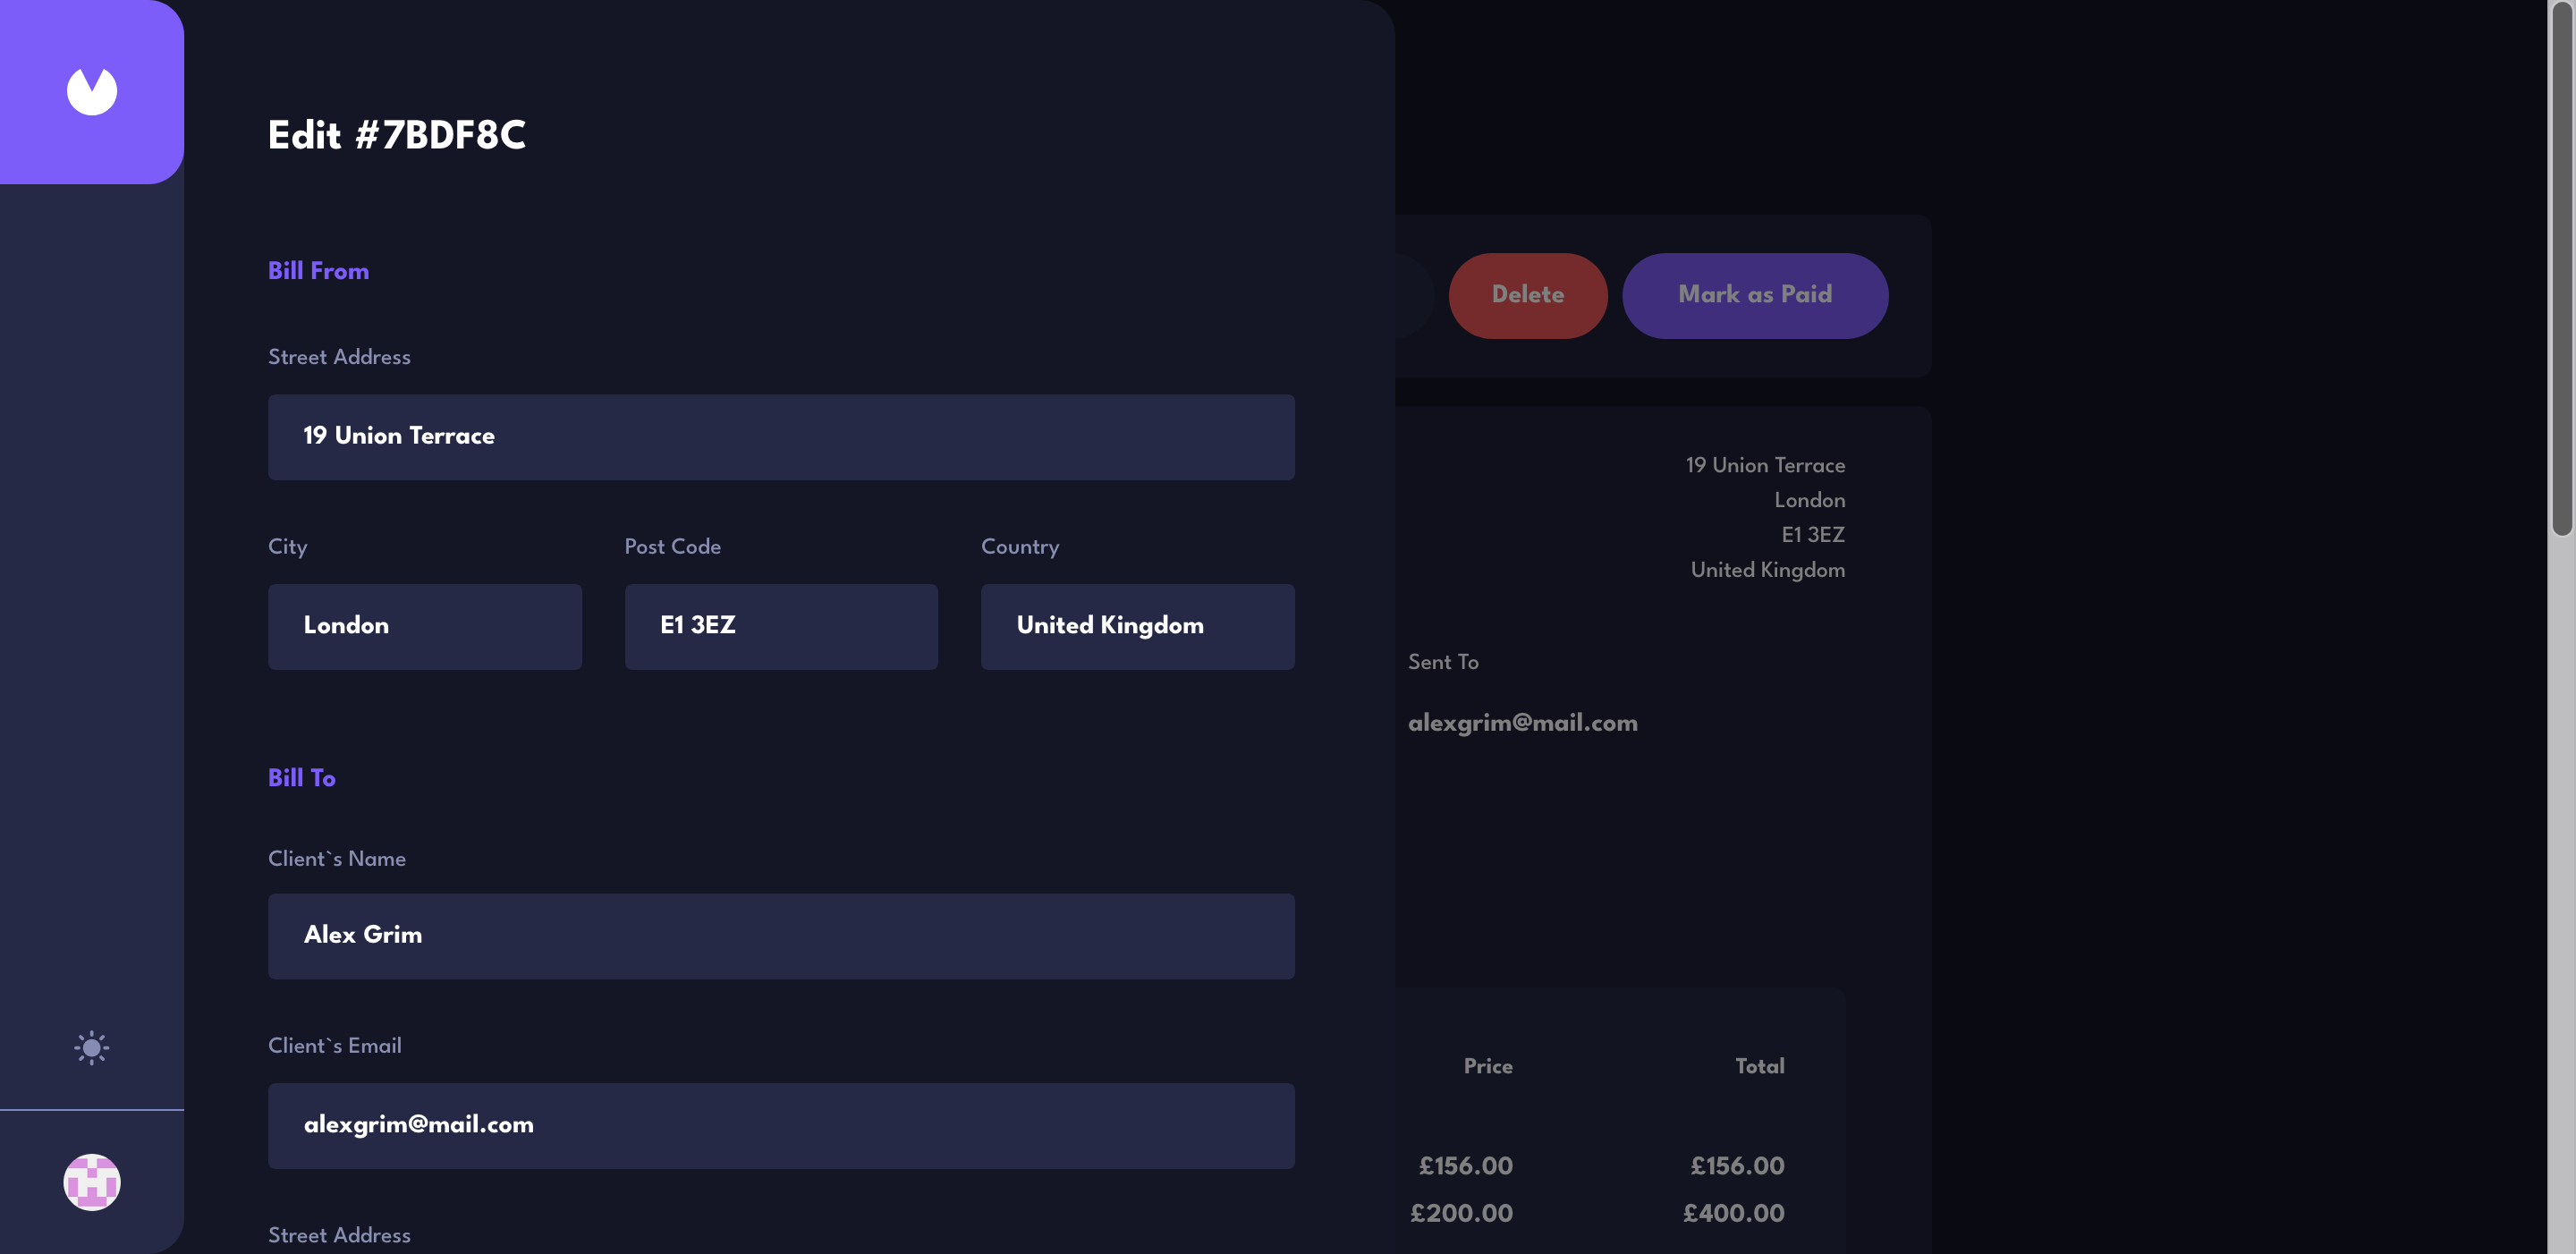 Edit #7BDF8C
Bill From
Street Address
19 Union Terrace
City
Post Code
Country
London
E1 3EZ
United Kingdom
Bill To
Client`s Name
Alex Grim
Client`s Email
alexgrim@mail.com
Street Address
Delete
Mark as Paid
19 Union Terrace
London
E1 3EZ
United Kingdom
Sent To
alexgrim@mail.com
Price
Total
£156.00
£156.00
£200.00
£400.00